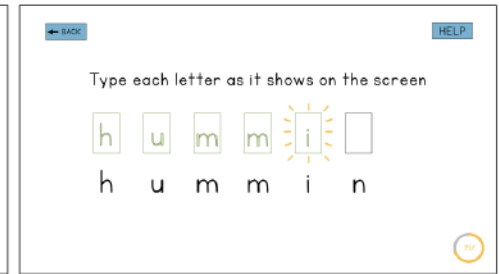 ← BACK
HELP
Type each letter as it shows on the screen
h u m m i
h u m m i n